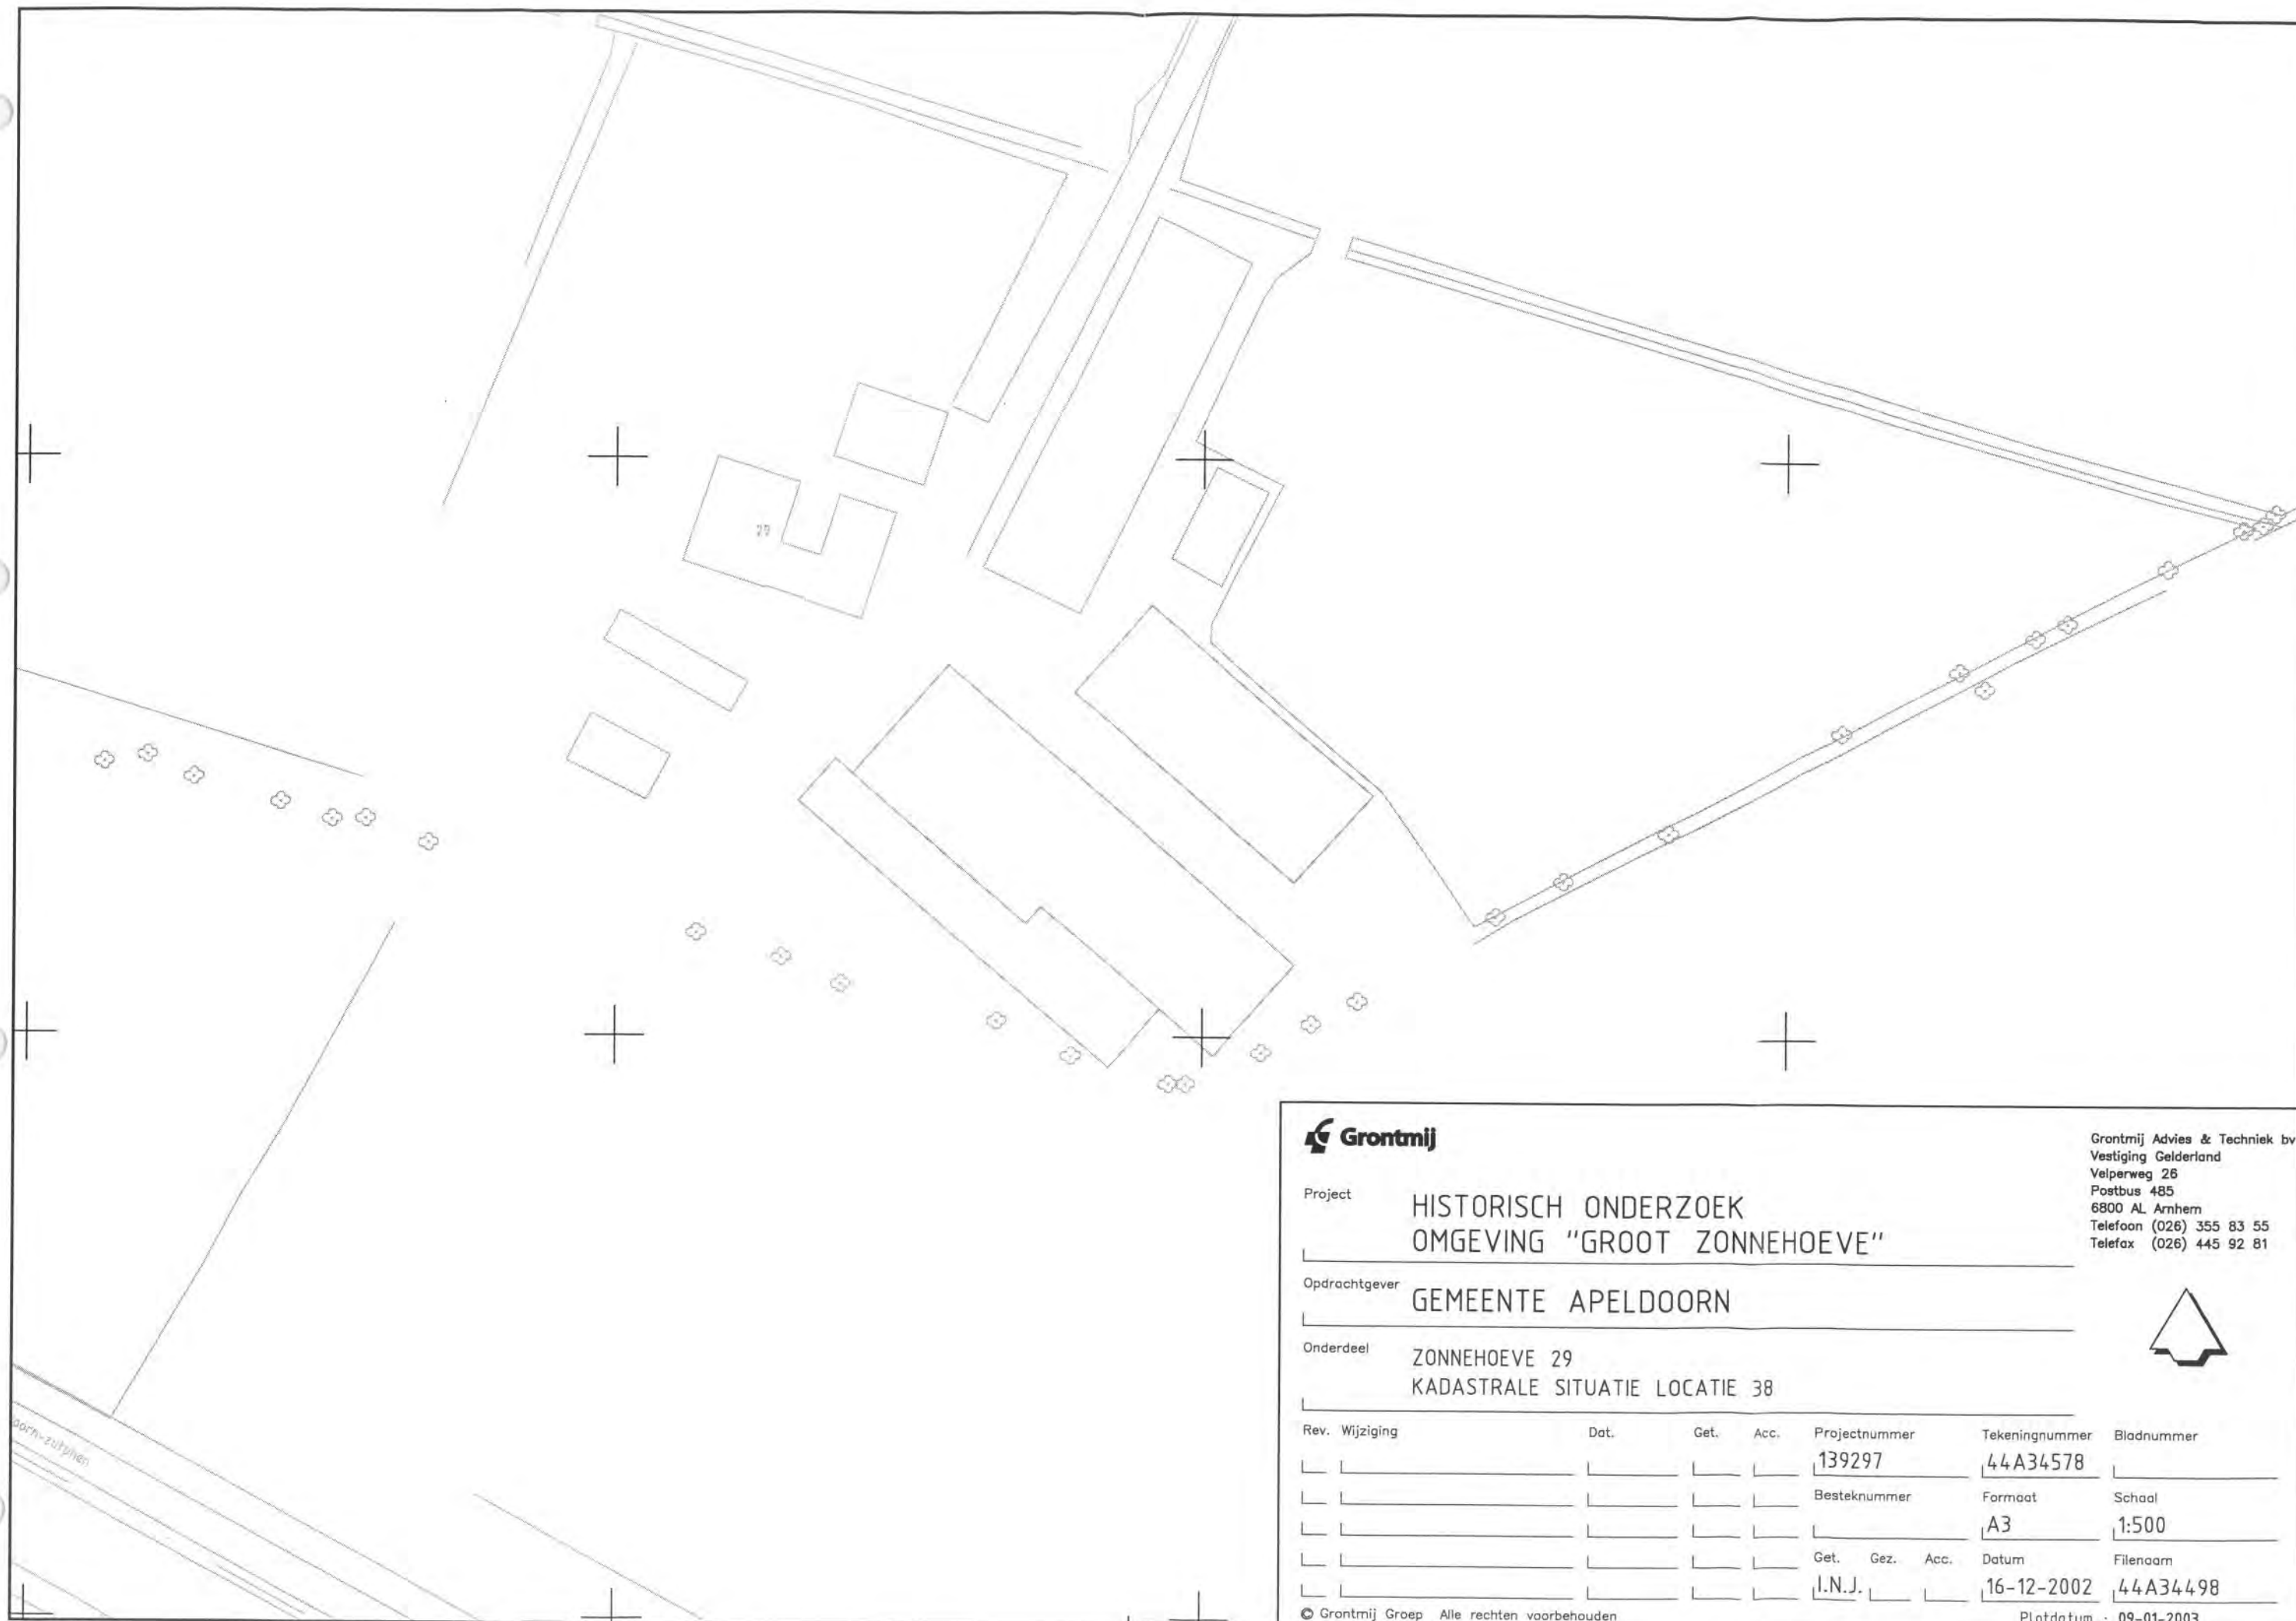 29
oorn-zutphen
Grontmij
Grontmij Advies & Techniek bv
Vestiging Gelderland
Velperweg 26
Postbus 485
6800 AL Arnhem
Telefoon (026) 355 83 55
Telefax (026) 445 92 81
Project
HISTORISCH ONDERZOEK
OMGEVING "GROOT ZONNEHOEVE"
Opdrachtgever
GEMEENTE APELDOORN
Onderdeel
ZONNEHOEVE 29
KADASTRALE SITUATIE LOCATIE 38
Rev. Wijziging Dat. Get. Acc. Projectnummer Tekeningnummer Bladnummer
139297 44A34578
Besteknummer Formaat Schaal
A3 1:500
Get. Gez. Acc. Datum Filenaam
I.N.J. 16-12-2002 44A34498
© Grontmij Groep Alle rechten voorbehouden Plotdatum : 09-01-2003